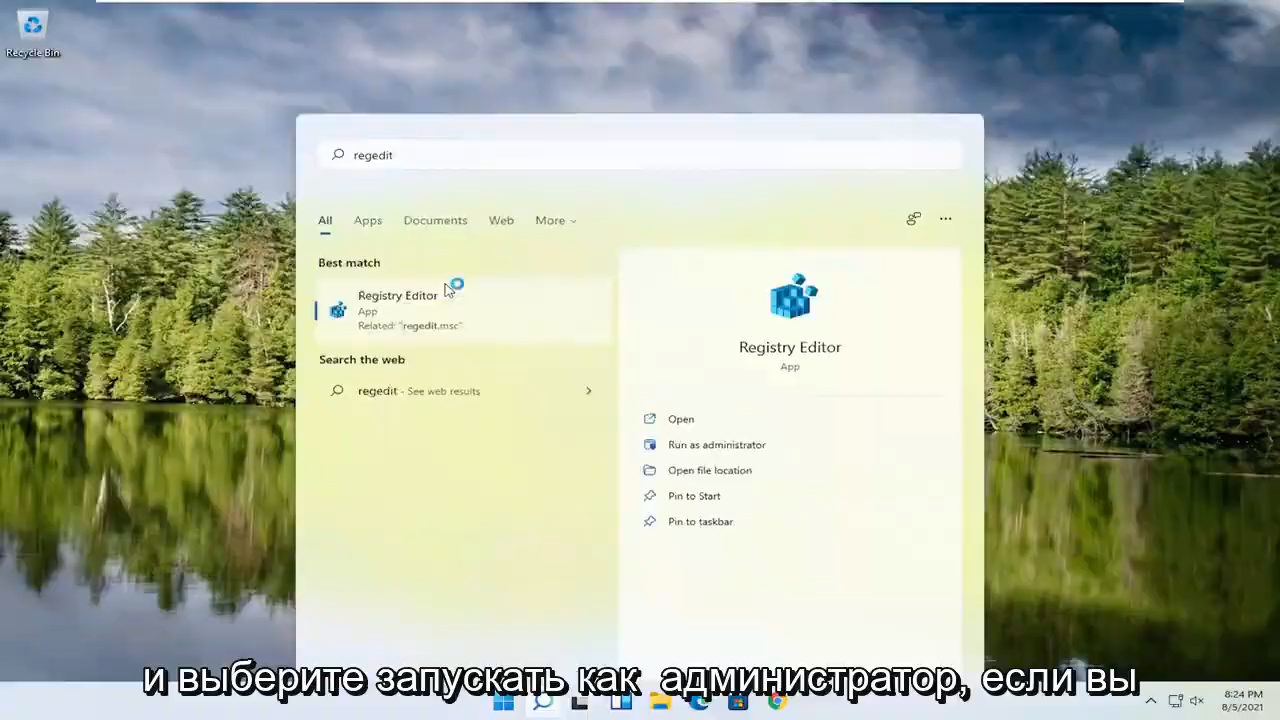 Recycle Bin
regedit
All Apps Documents Web More
Best match
Registry Editor
App
Related: "regedit.msc"
Search the web
regedit - See web results
Registry Editor
App
Open
Run as administrator
Open file location
Pin to Start
Pin to taskbar
и выберите запускать как администратор, если вы
8:24 PM
8/5/2021